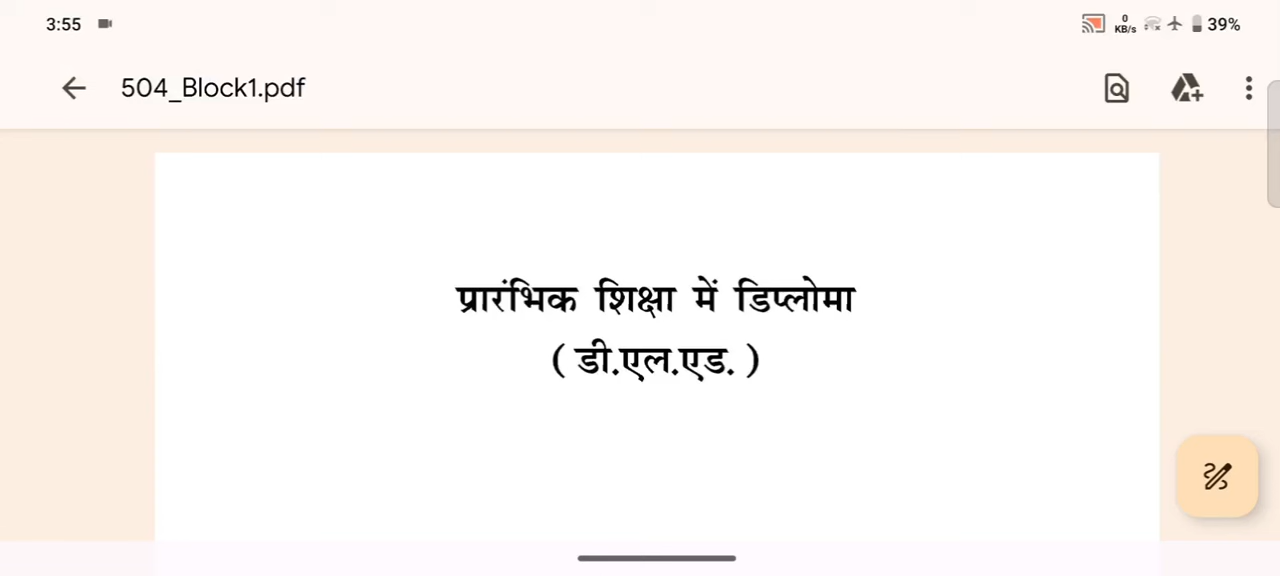 3:55 0 KB/s 39%
504_Block1.pdf
प्रारंभिक शिक्षा में डिप्लोमा
( डी.एल.एड. )